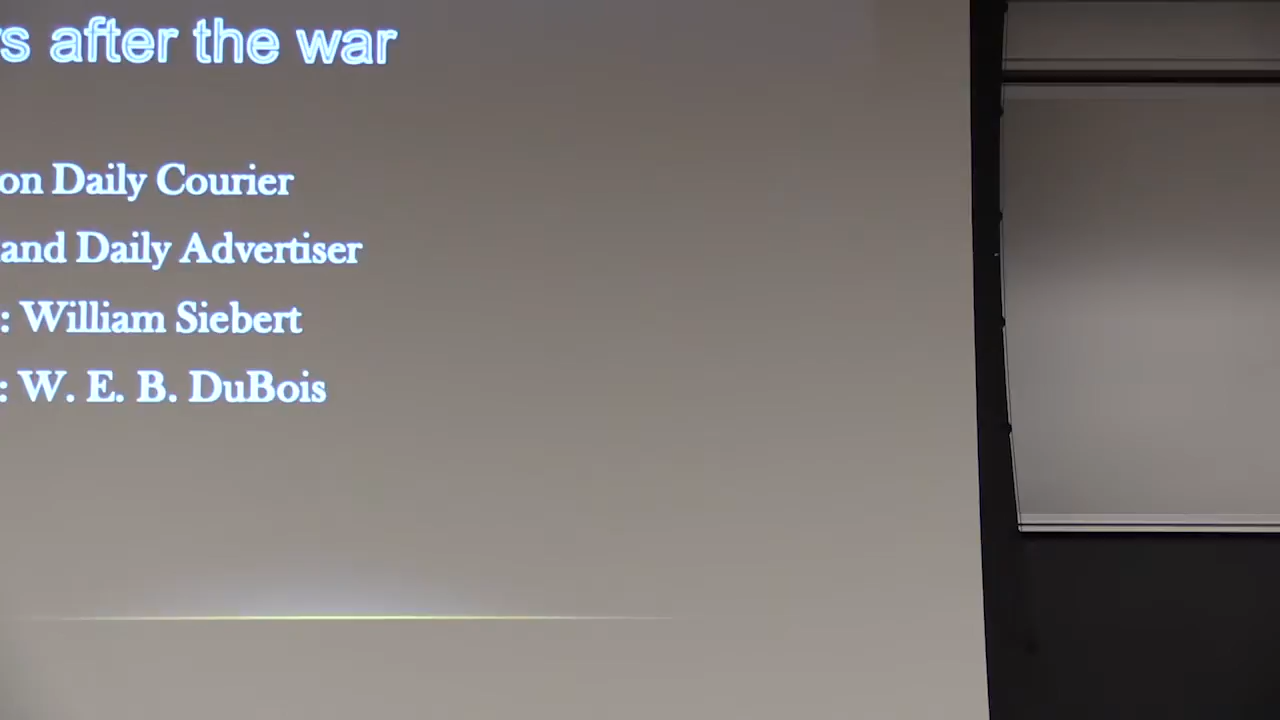 s after the war
on Daily Courier
and Daily Advertiser
: William Siebert
: W. E. B. DuBois